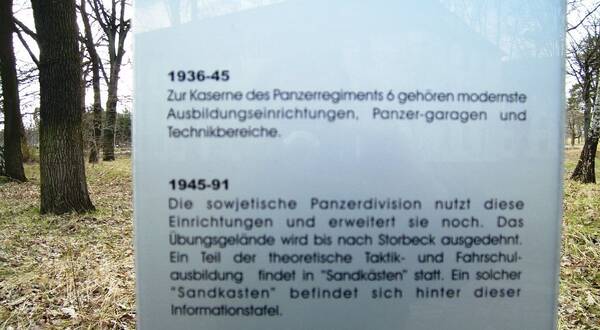 1936-45
Zur Kaserne des Panzerregiments 6 gehören modernste
Ausbildungseinrichtungen, Panzer-garagen und
Technikbereiche.
1945-91
Die sowjetische Panzerdivision nutzt diese
Einrichtungen und erweitert sie noch. Das
Übungsgelände wird bis nach Storbeck ausgedehnt.
Ein Teil der theoretische Taktik- und Fahrschul-
ausbildung findet in "Sandkästen" statt. Ein solcher
"Sandkasten" befindet sich hinter dieser
Informationstafel.